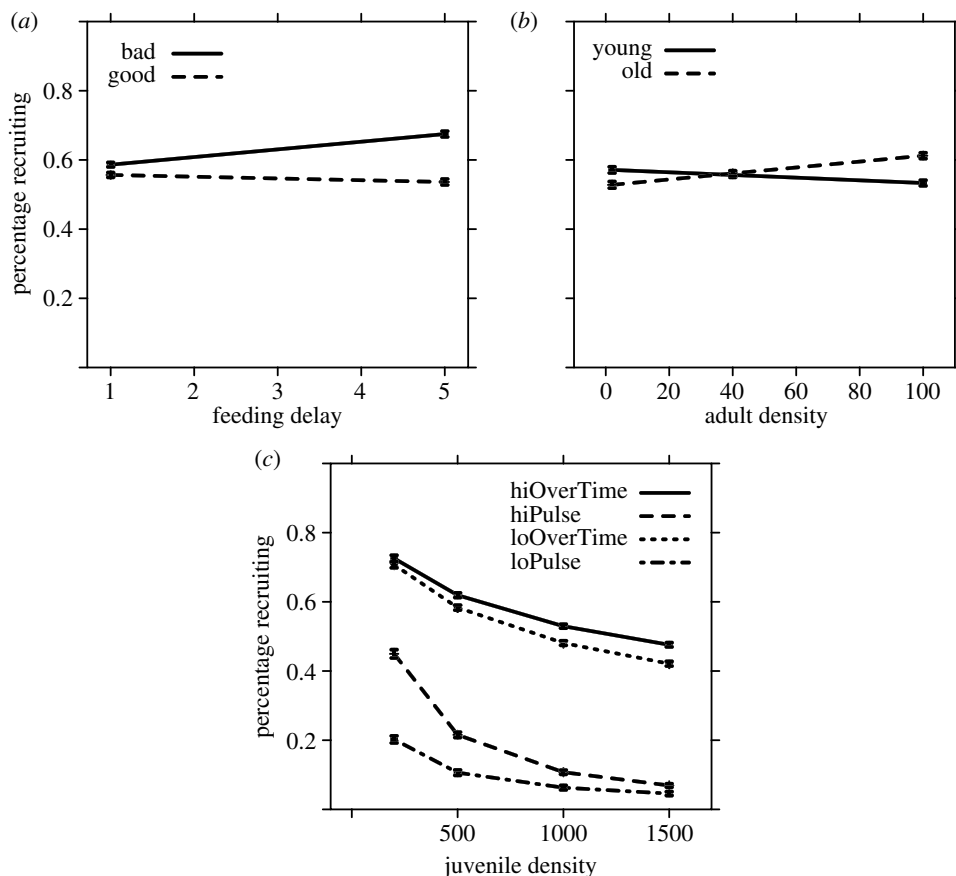 (a)
bad
good
percentage recruiting
0.8
0.6
0.4
0.2
1 2 3 4 5
feeding delay
(b)
young
old
0 20 40 60 80 100
adult density
(c)
hiOverTime
hiPulse
loOverTime
loPulse
percentage recruiting
0.8
0.6
0.4
0.2
500 1000 1500
juvenile density